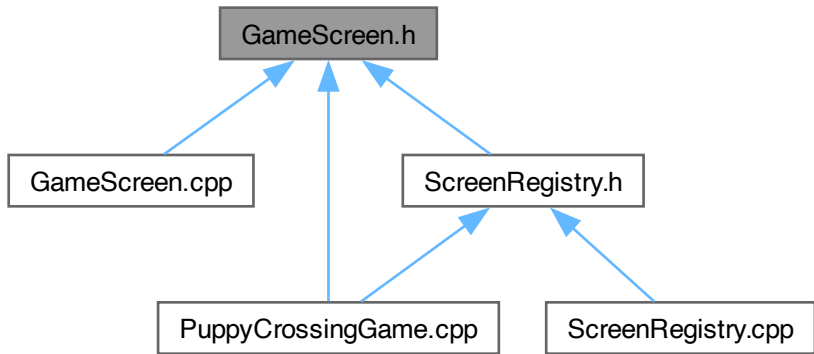 GameScreen.h
GameScreen.cpp
ScreenRegistry.h
PuppyCrossingGame.cpp
ScreenRegistry.cpp